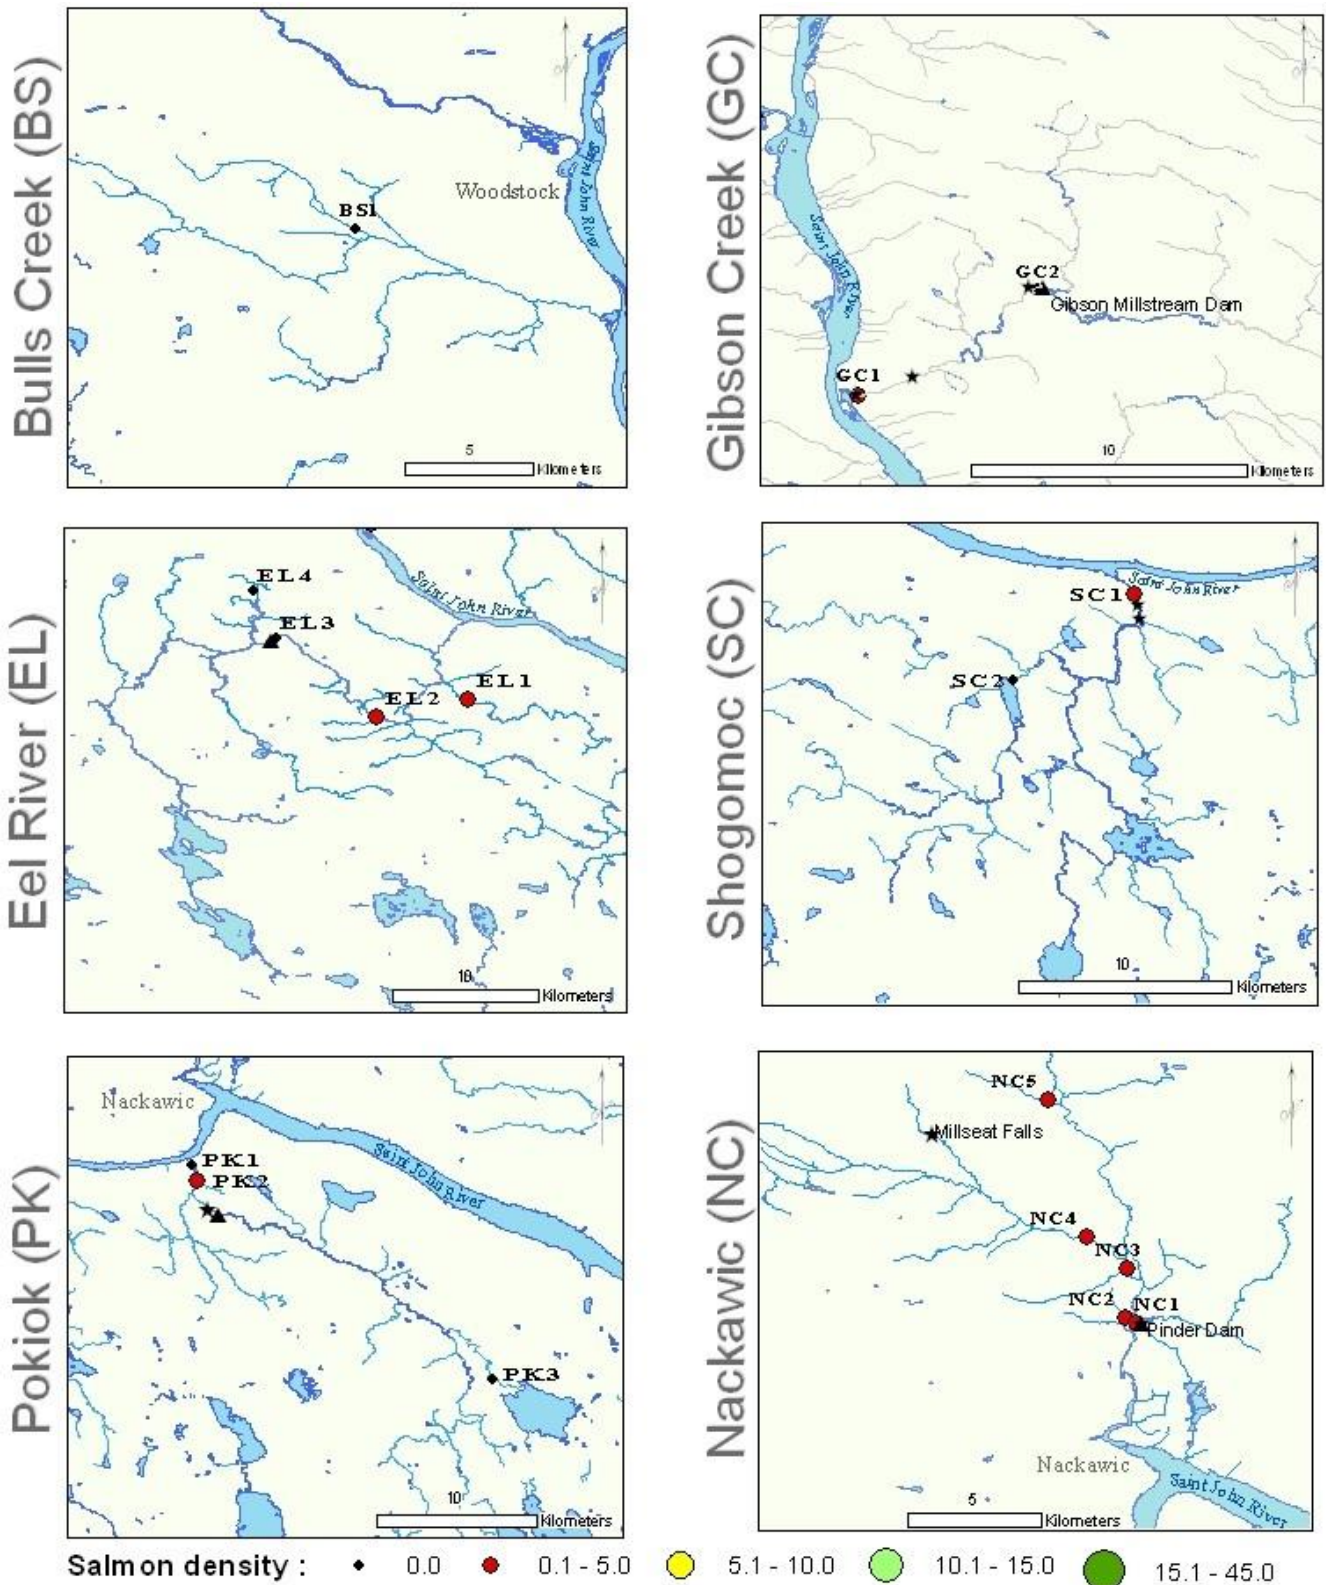 Bulls Creek (BS)
Woodstock
Saint John River
BS1
5
Kilometers
Gibson Creek (GC)
Saint John River
GC2
Gibson Millstream Dam
GC1
10
Kilometers
Eel River (EL)
EL4
Saint John River
EL3
EL1
EL2
10
Kilometers
Shogomoc (SC)
Saint John River
SC1
SC2
10
Kilometers
Pokiok (PK)
Nackawic
Saint John River
PK1
PK2
PK3
10
Kilometers
Nackawic (NC)
NC5
Millseat Falls
NC4
NC3
NC2 NC1
Pinder Dam
Nackawic
Saint John River
5
Kilometers
Salmon density : 0.0 0.1 - 5.0 5.1 - 10.0 10.1 - 15.0 15.1 - 45.0